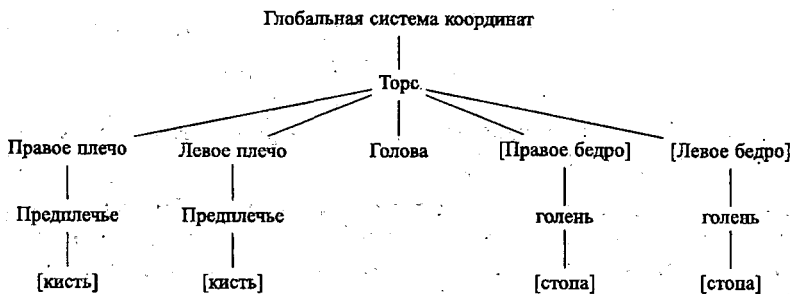 Глобальная система координат
Торс
Правое плечо Левое плечо Голова [Правое бедро] [Левое бедро]
Предплечье Предплечье голень голень
[кисть] [кисть] [стопа] [стопа]